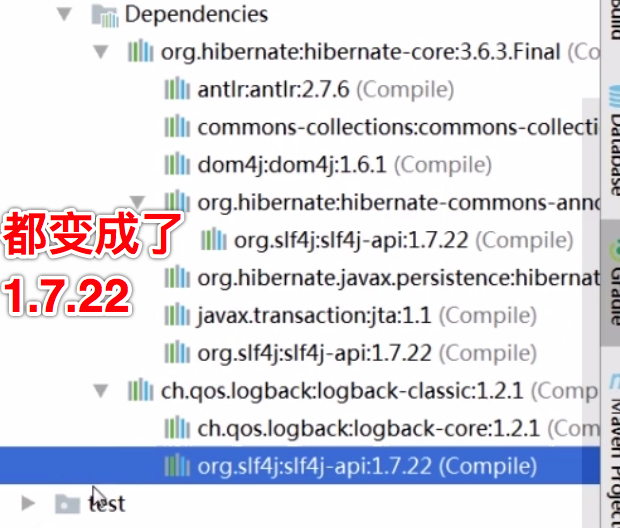 Dependencies
org.hibernate:hibernate-core:3.6.3.Final (Co
antlr:antlr:2.7.6 (Compile)
commons-collections:commons-collecti
dom4j:dom4j:1.6.1 (Compile)
org.hibernate:hibernate-commons-anno
org.slf4j:slf4j-api:1.7.22 (Compile)
org.hibernate.javax.persistence:hibernat
javax.transaction:jta:1.1 (Compile)
org.slf4j:slf4j-api:1.7.22 (Compile)
ch.qos.logback:logback-classic:1.2.1 (Comp
ch.qos.logback:logback-core:1.2.1 (Com
org.slf4j:slf4j-api:1.7.22 (Compile)
test
都变成了
1.7.22
Database
Gradle
Maven Project